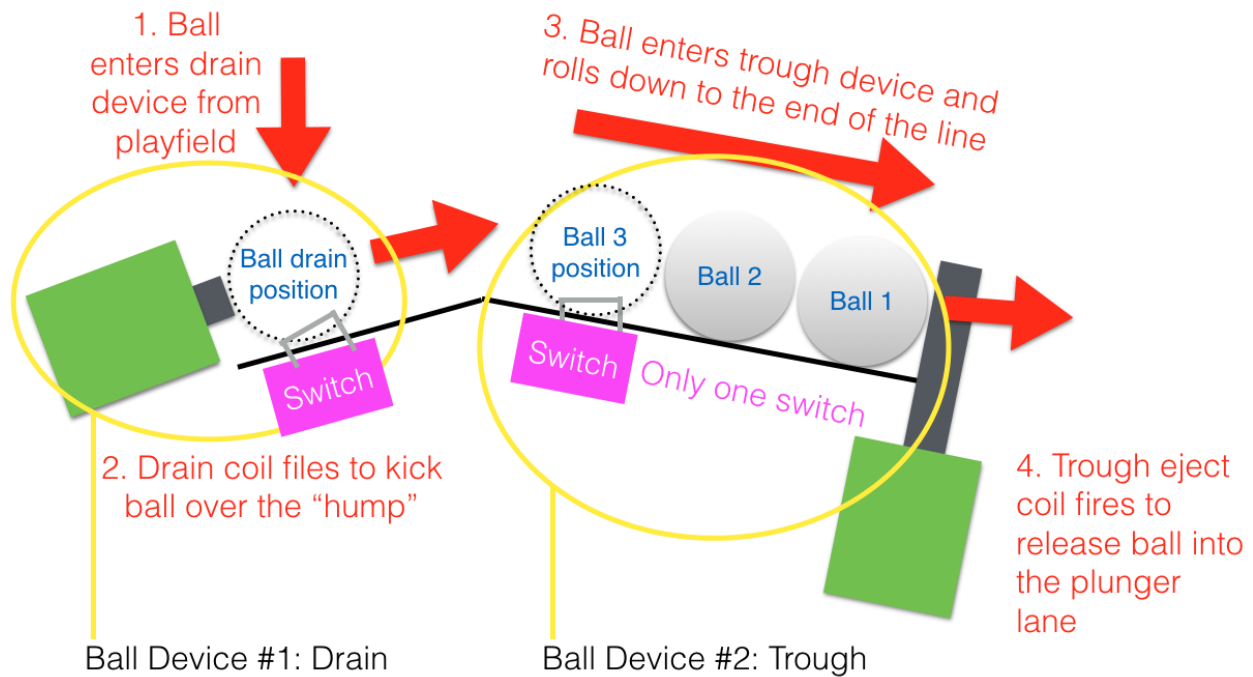 1. Ball
enters drain
device from
playfield
3. Ball enters trough device and
rolls down to the end of the line
Ball drain
position
Ball 3
position
Ball 2
Ball 1
Switch
Switch
Only one switch
2. Drain coil files to kick
ball over the “hump”
4. Trough eject
coil fires to
release ball into
the plunger
lane
Ball Device #1: Drain
Ball Device #2: Trough